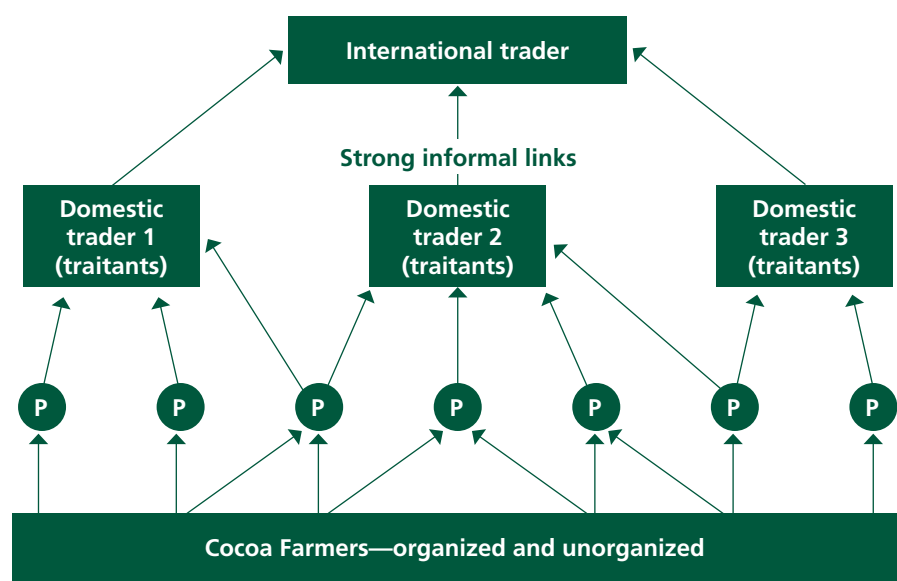 International trader
Strong informal links
Domestic
trader 1
(traitants)
Domestic
trader 2
(traitants)
Domestic
trader 3
(traitants)
P
P
P
P
P
P
P
Cocoa Farmers—organized and unorganized